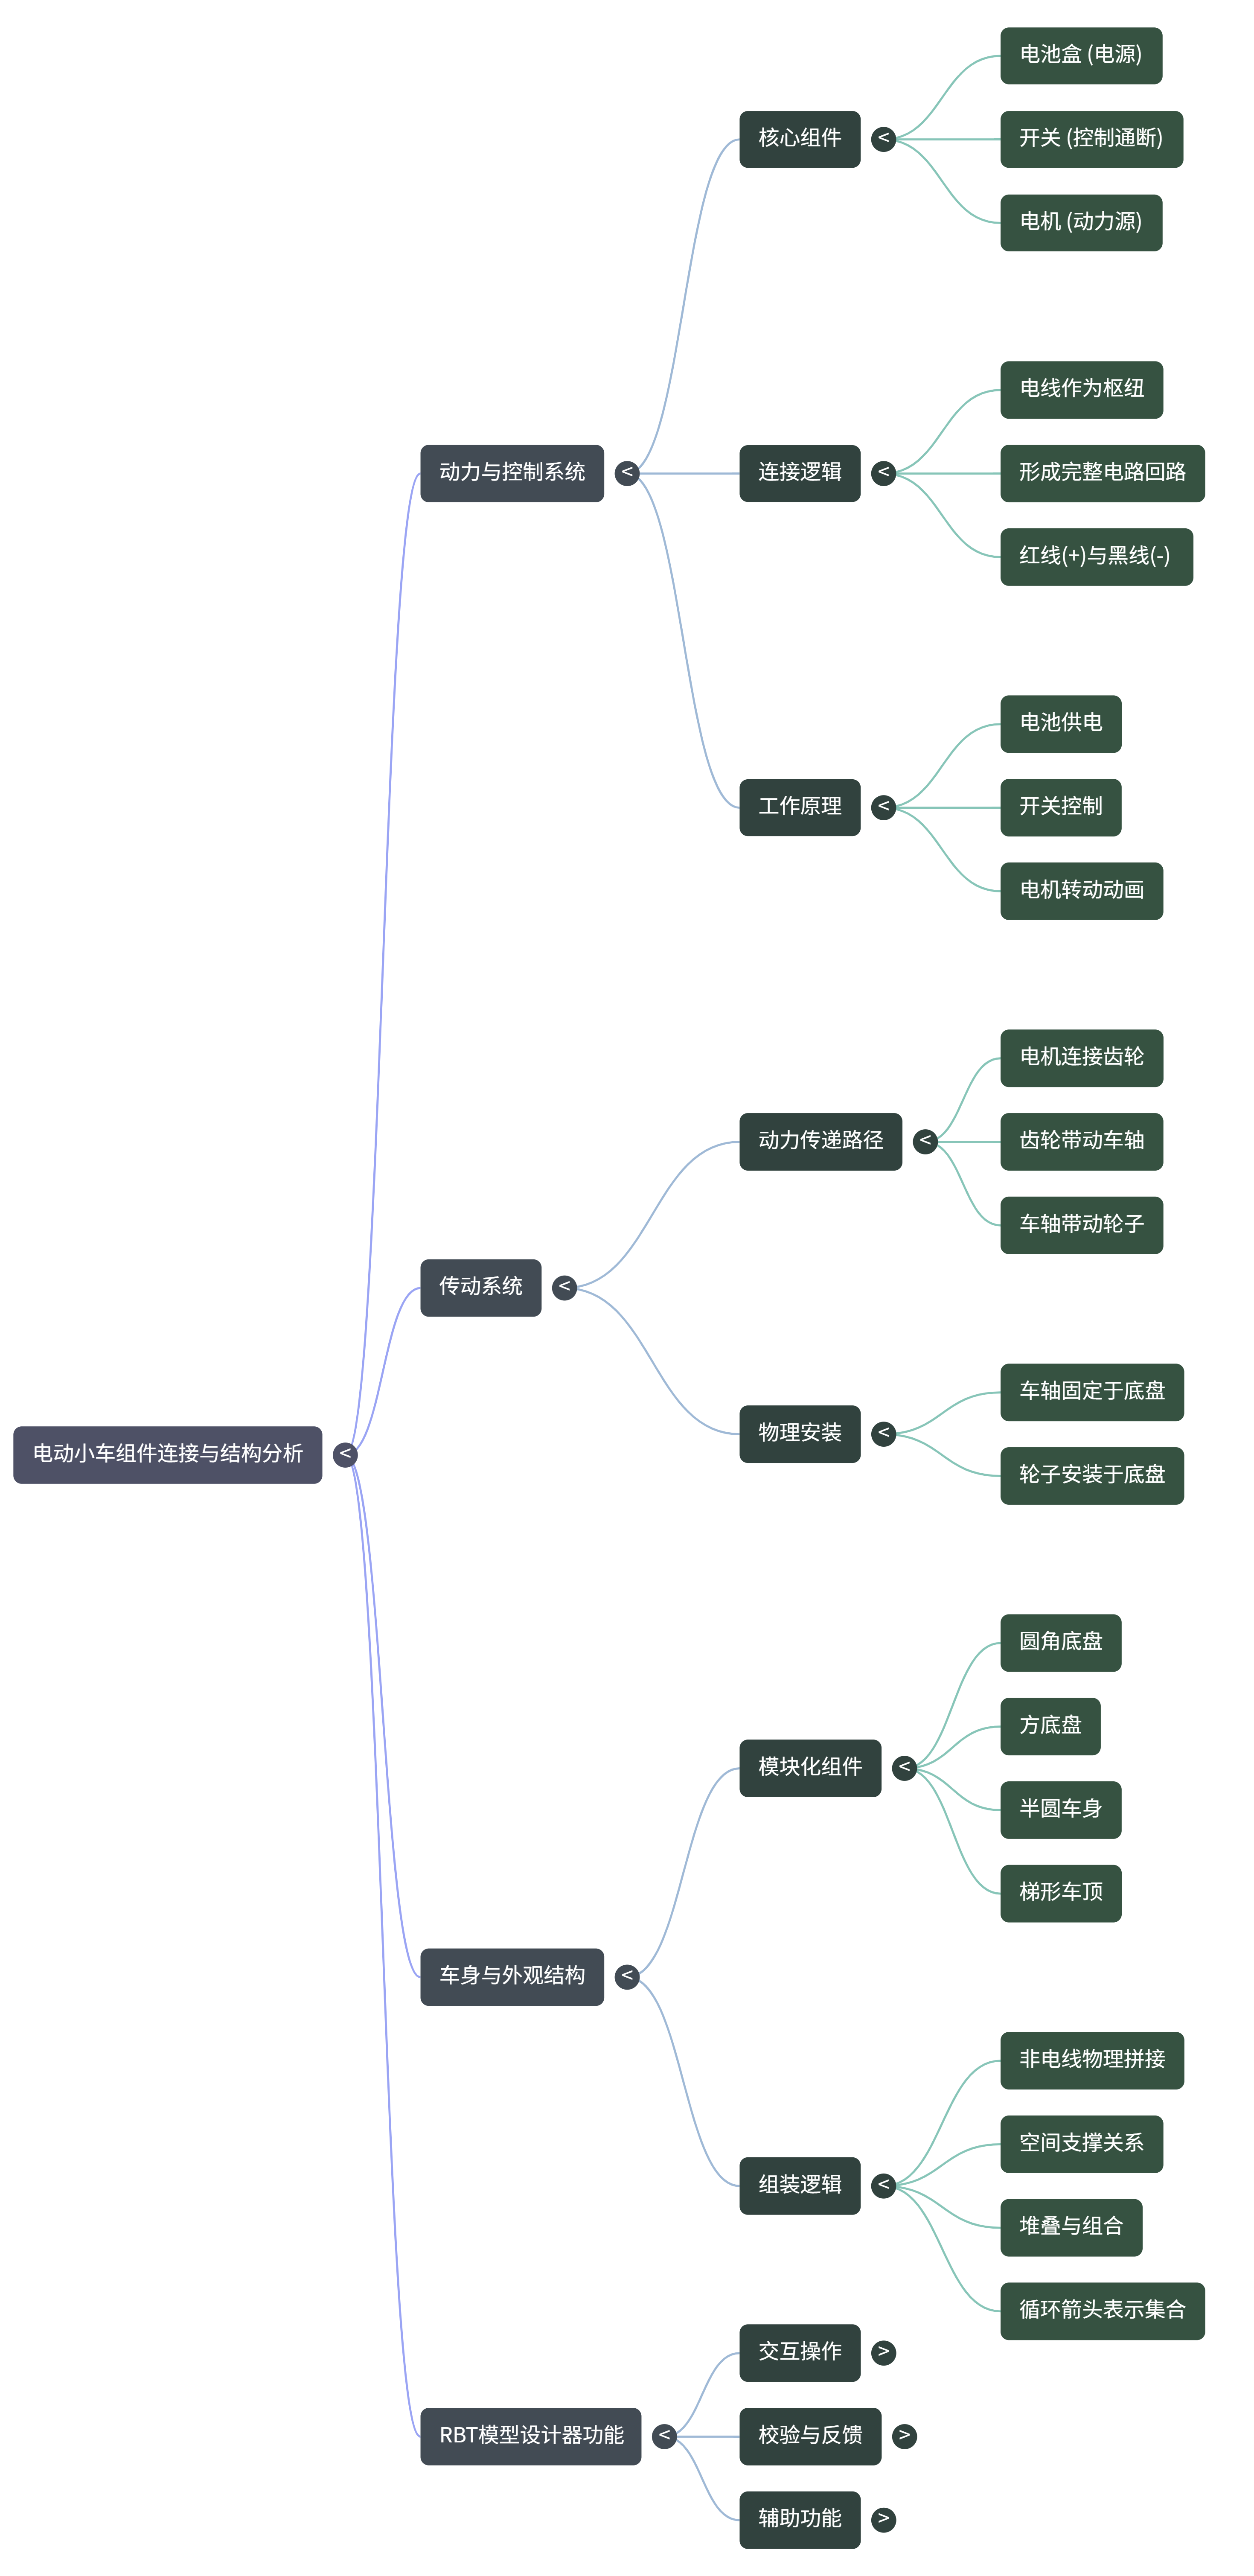 电动小车组件连接与结构分析
动力与控制系统
核心组件
电池盒 (电源)
开关 (控制通断)
电机 (动力源)
连接逻辑
电线作为枢纽
形成完整电路回路
红线(+)与黑线(-)
工作原理
电池供电
开关控制
电机转动动画
传动系统
动力传递路径
电机连接齿轮
齿轮带动车轴
车轴带动轮子
物理安装
车轴固定于底盘
轮子安装于底盘
车身与外观结构
模块化组件
圆角底盘
方底盘
半圆车身
梯形车顶
组装逻辑
非电线物理拼接
空间支撑关系
堆叠与组合
循环箭头表示集合
RBT模型设计器功能
交互操作
校验与反馈
辅助功能